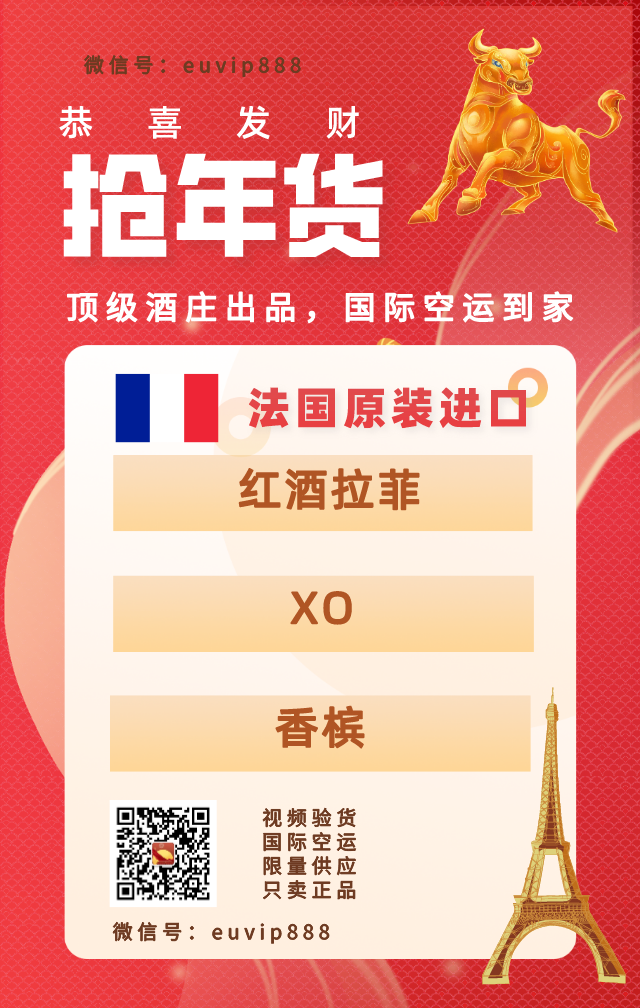 微信号：euvip888
恭喜发财
抢年货
顶级酒庄出品，国际空运到家
法国原装进口
红酒拉菲
XO
香槟
视频验货
国际空运
限量供应
只卖正品
微信号：euvip888